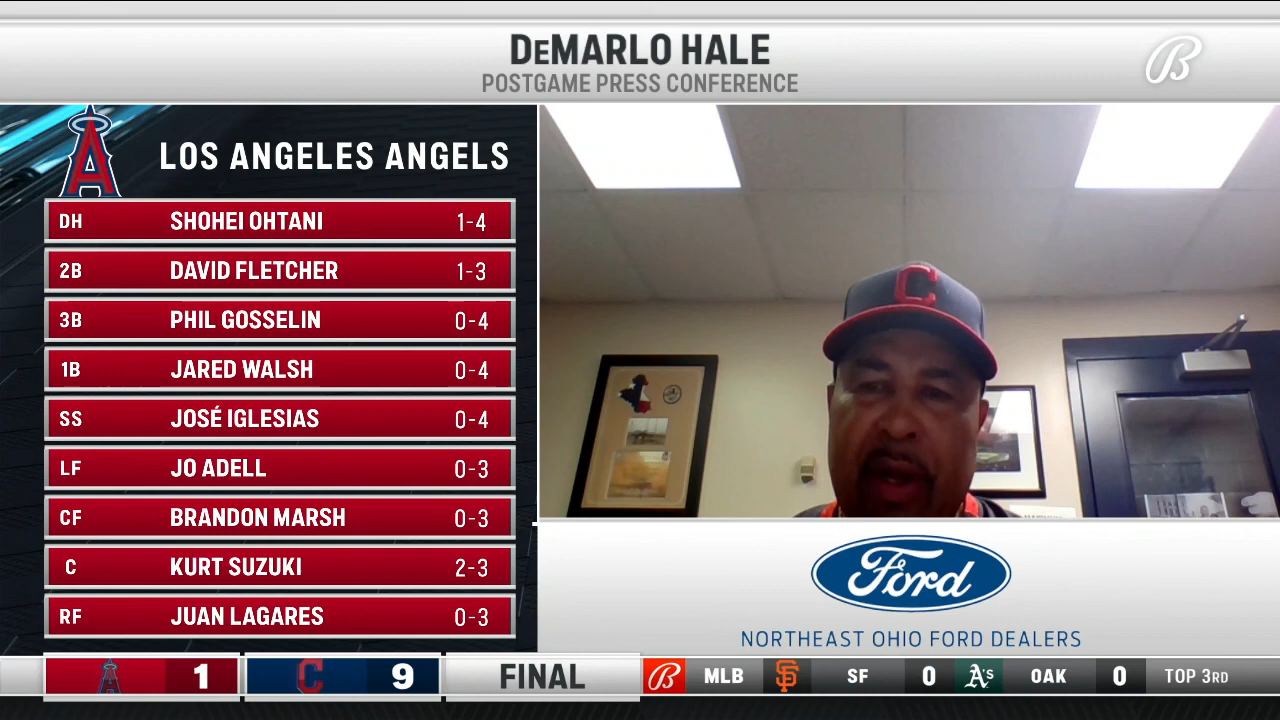 DEMARLO HALE
POSTGAME PRESS CONFERENCE
B
A
LOS ANGELES ANGELS
DH SHOHEI OHTANI 1-4
2B DAVID FLETCHER 1-3
3B PHIL GOSSELIN 0-4
1B JARED WALSH 0-4
SS JOSÉ IGLESIAS 0-4
LF JO ADELL 0-3
CF BRANDON MARSH 0-3
C KURT SUZUKI 2-3
RF JUAN LAGARES 0-3
C
Ford
NORTHEAST OHIO FORD DEALERS
A 1 C 9 FINAL B MLB SF SF 0 A's OAK 0 TOP 3RD